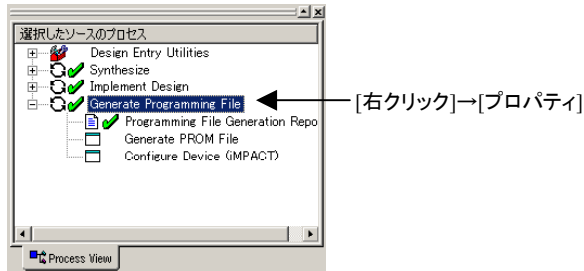 選択したソースのプロセス
Design Entry Utilities
Synthesize
Implement Design
Generate Programming File
[右クリック]→[プロパティ]
Programming File Generation Repo
Generate PROM File
Configure Device (iMPACT)
Process View